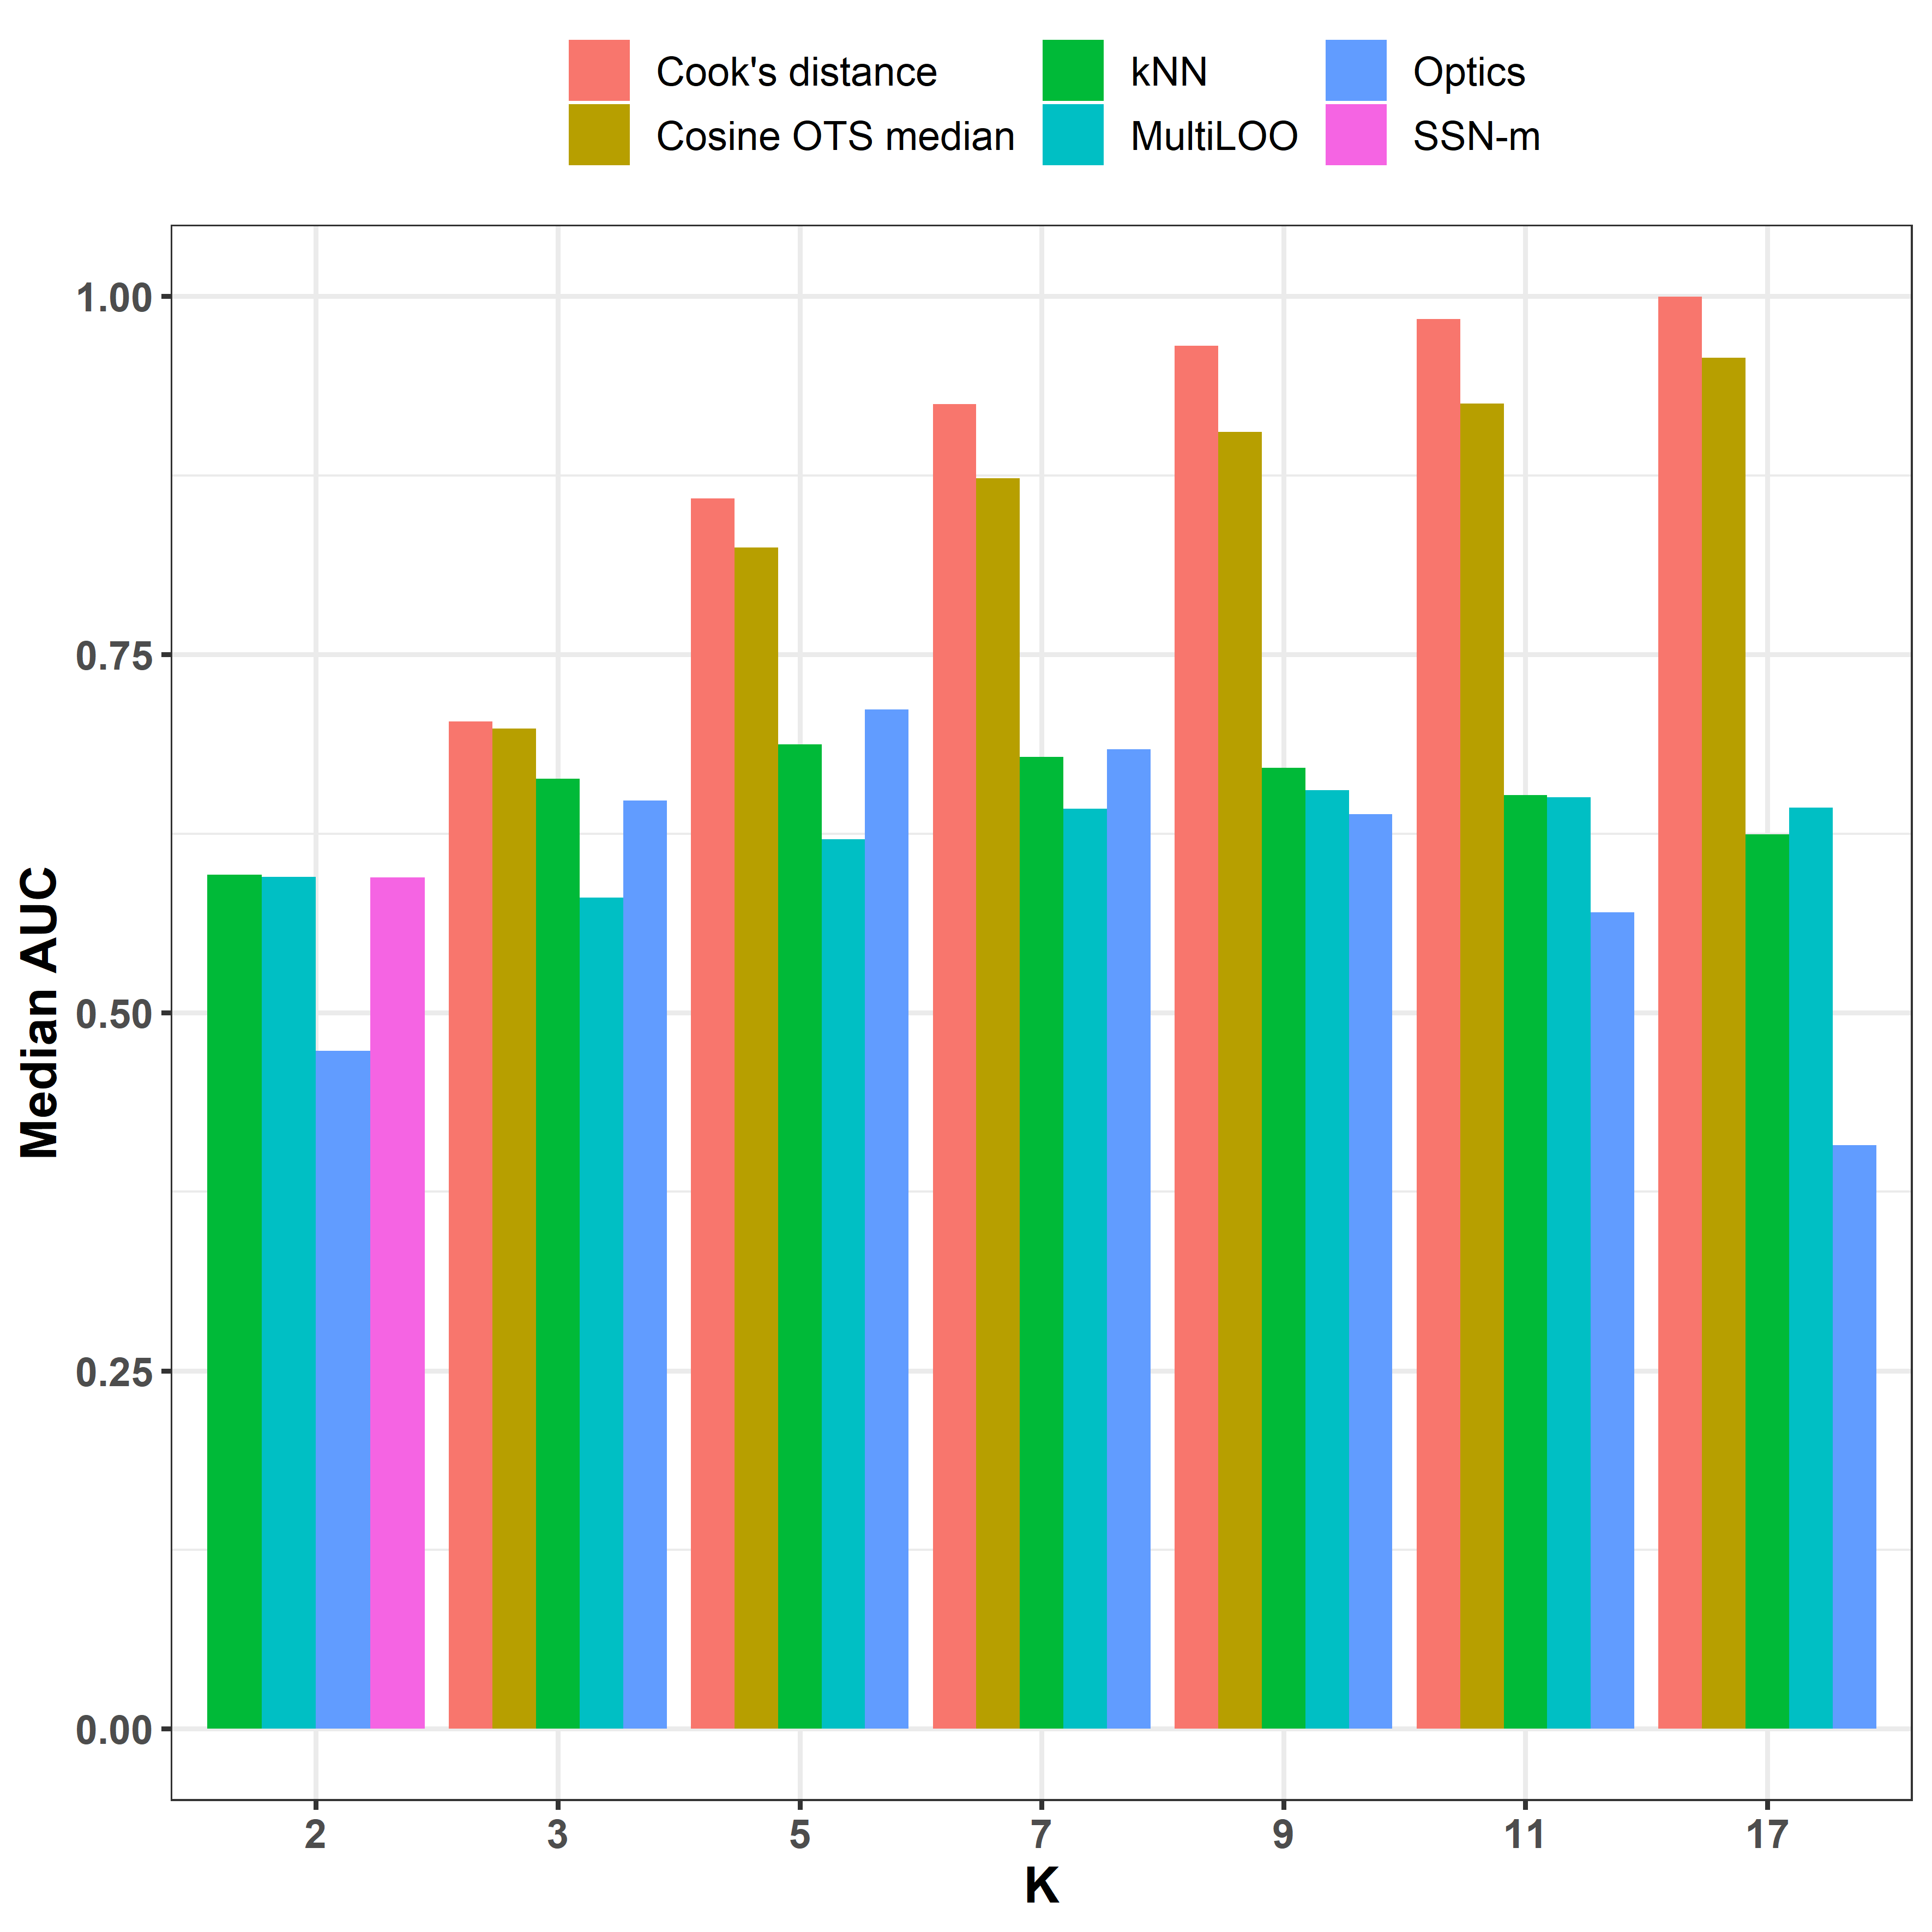 Cook's distance kNN Optics
Cosine OTS median MultiLOO SSN-m
1.00
0.75
0.50
0.25
0.00
Median AUC
2 3 5 7 9 11 17
K